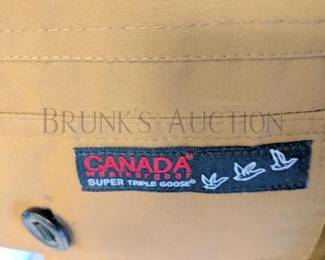 BRUNK'S AUCTION
CANADA
weathergear
SUPER TRIPLE GOOSE